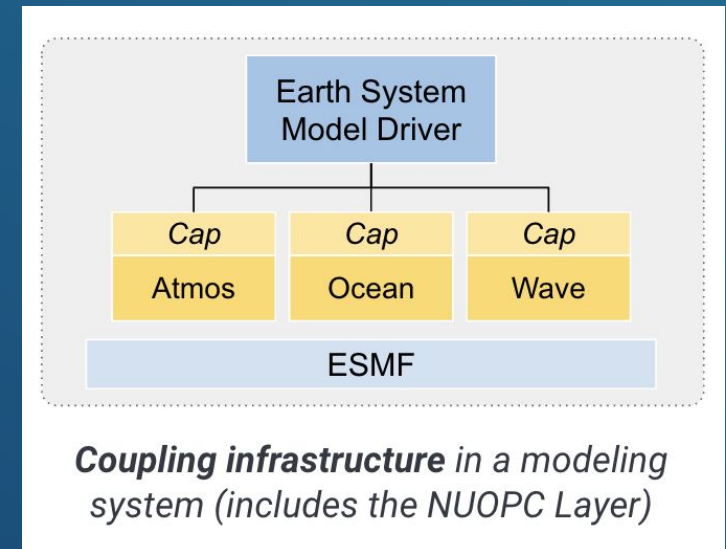 Earth System
Model Driver
Cap
Cap
Cap
Atmos
Ocean
Wave
ESMF
Coupling infrastructure in a modeling
system (includes the NUOPC Layer)